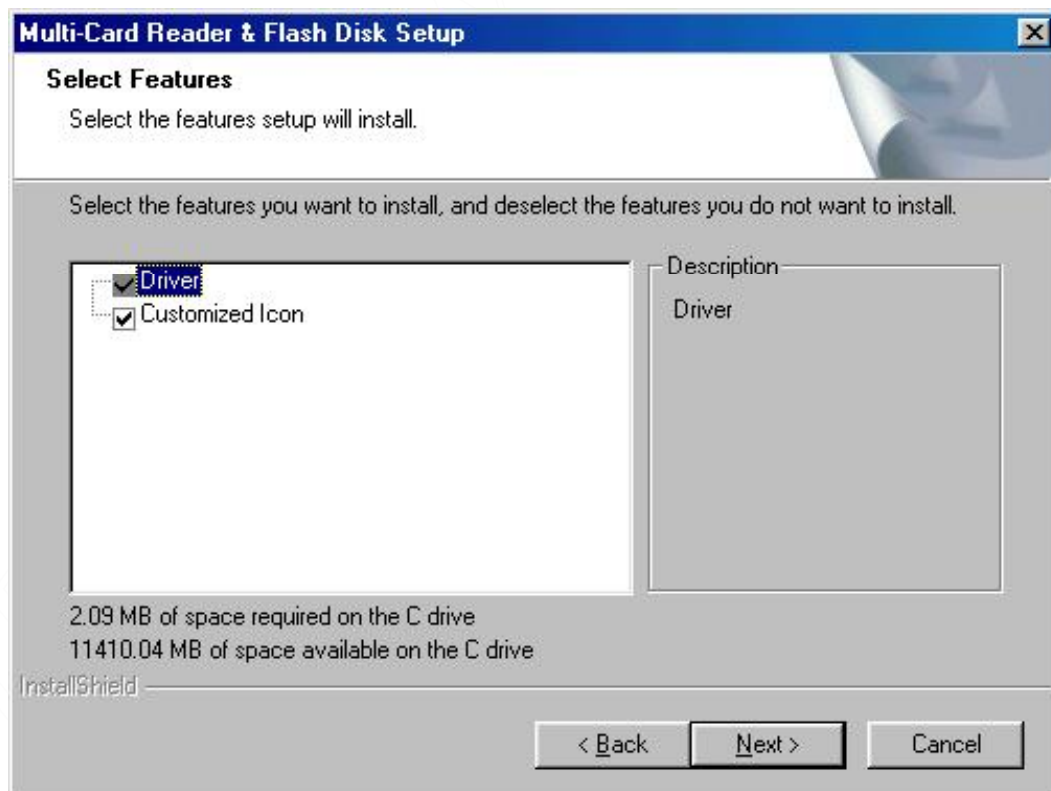 Multi-Card Reader & Flash Disk Setup
Select Features
Select the features setup will install.
Select the features you want to install, and deselect the features you do not want to install.
Driver
Customized Icon
Description
Driver
2.09 MB of space required on the C drive
11410.04 MB of space available on the C drive
InstallShield
< Back
Next >
Cancel